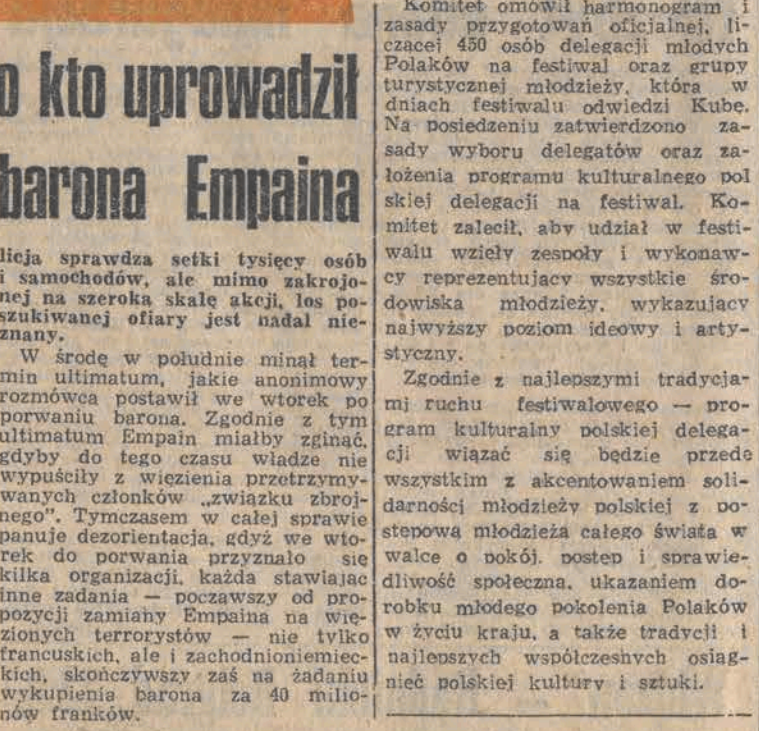 o kto uprowadził
barona Empaina
licja sprawdza setki tysięcy osób
i samochodów, ale mimo zakrojo-
nej na szeroką skalę akcji, los po-
szukiwanej ofiary jest nadal nie-
znany.
W środę w południe minął ter-
min ultimatum, jakie anonimowy
rozmówca postawił we wtorek po
porwaniu barona. Zgodnie z tym
ultimatum Empain miałby zginąć,
gdyby do tego czasu władze nie
wypuściły z więzienia przetrzymy-
wanych członków „związku zbroj-
nego”. Tymczasem w całej sprawie
panuje dezorientacja, gdyż we wto-
rek do porwania przyznało się
kilka organizacji, każda stawiając
inne zadania — począwszy od pro-
pozycji zamiany Empaina na wię-
zionych terrorystów — nie tylko
francuskich, ale i zachodnioniemiec-
kich, skończywszy zaś na żądaniu
wykupienia barona za 40 milio-
nów franków.
Komitet omówił harmonogram i
zasady przygotowań oficjalnej, li-
czącej 450 osób delegacji młodych
Polaków na festiwal oraz grupy
turystycznej młodzieży, która w
dniach festiwalu odwiedzi Kubę.
Na posiedzeniu zatwierdzono za-
sady wyboru delegatów oraz za-
łożenia programu kulturalnego pol
skiej delegacji na festiwal. Ko-
mitet zalecił, aby udział w festi-
walu wzięły zespoły i wykonaw-
cy reprezentujący wszystkie śro-
dowiska młodzieży, wykazujący
najwyższy poziom ideowy i arty-
styczny.
Zgodnie z najlepszymi tradycja-
mi ruchu festiwalowego — pro-
gram kulturalny polskiej delega-
cji wiązać się będzie przede
wszystkim z akcentowaniem soli-
darności młodzieży polskiej z po-
stępową młodzieżą całego świata w
walce o pokój, postęp i sprawie-
dliwość społeczną, ukazaniem do-
robku młodego pokolenia Polaków
w życiu kraju, a także tradycji i
najlepszych współczesnych osiąg-
nięć polskiej kultury i sztuki.